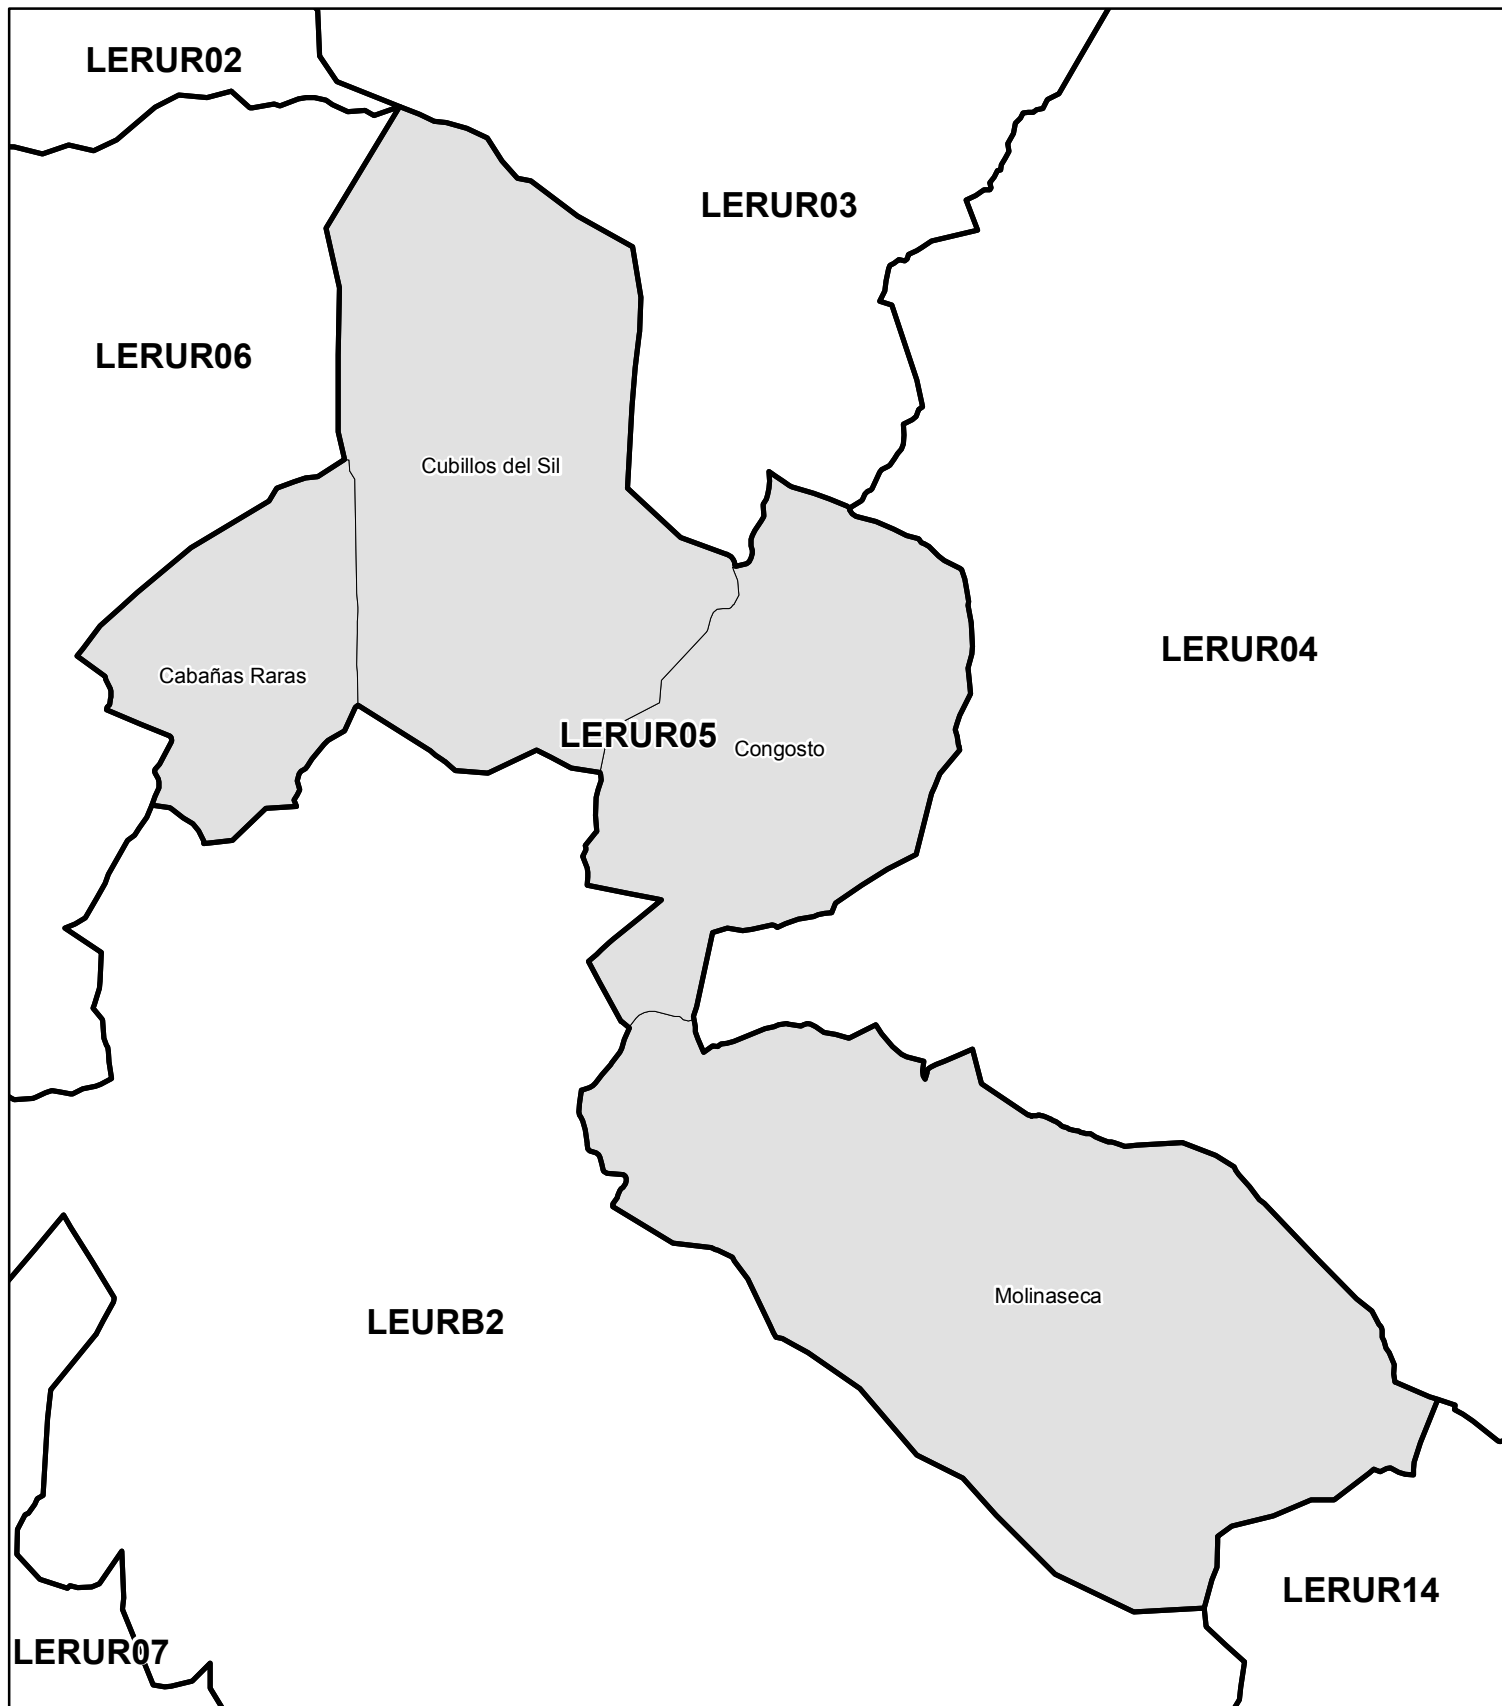 LERUR02
LERUR03
LERUR06
Cubillos del Sil
LERUR04
Cabañas Raras
LERUR05
Congosto
Molinaseca
LEURB2
LERUR14
LERUR07